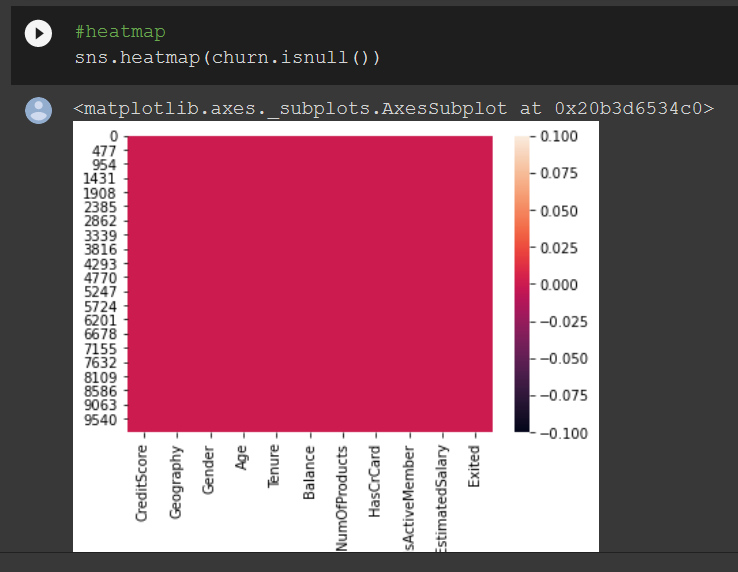 #heatmap
sns.heatmap(churn.isnull())
<matplotlib.axes._subplots.AxesSubplot at 0x20b3d6534c0>
0
477
954
1431
1908
2385
2862
3339
3816
4293
4770
5247
5724
6201
6678
7155
7632
8109
8586
9063
9540
0.100
0.075
0.050
0.025
0.000
−0.025
−0.050
−0.075
−0.100
CreditScore
Geography
Gender
Age
Tenure
Balance
NumOfProducts
HasCrCard
sActiveMember
EstimatedSalary
Exited